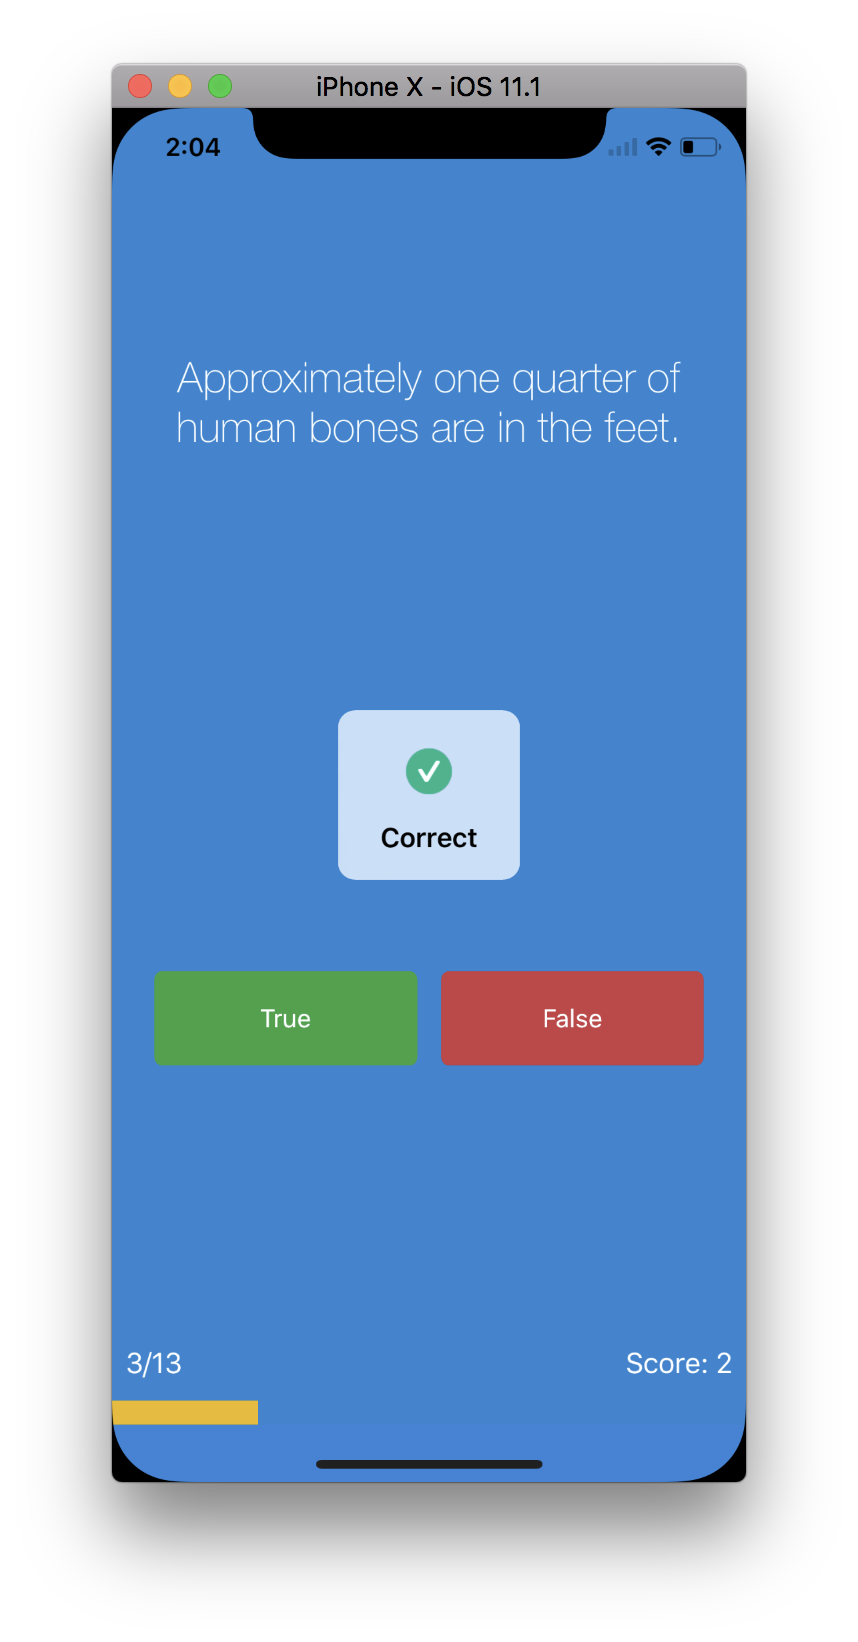 iPhone X - iOS 11.1
2:04
Approximately one quarter of
human bones are in the feet.
Correct
True
False
3/13
Score: 2